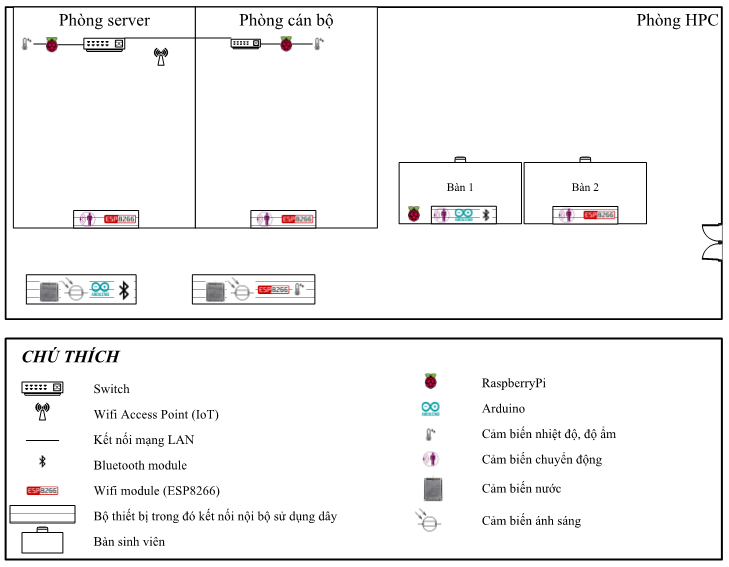 Phòng server
Phòng cán bộ
Phòng HPC
Bàn 1
Bàn 2
ESP8266
ESP8266
ESP8266
ESP8266
CHÚ THÍCH
Switch
Wifi Access Point (IoT)
Kết nối mạng LAN
Bluetooth module
ESP8266
Wifi module (ESP8266)
Bộ thiết bị trong đó kết nối nội bộ sử dụng dây
Bàn sinh viên
RaspberryPi
Arduino
Cảm biến nhiệt độ, độ ẩm
Cảm biến chuyển động
Cảm biến nước
Cảm biến ánh sáng